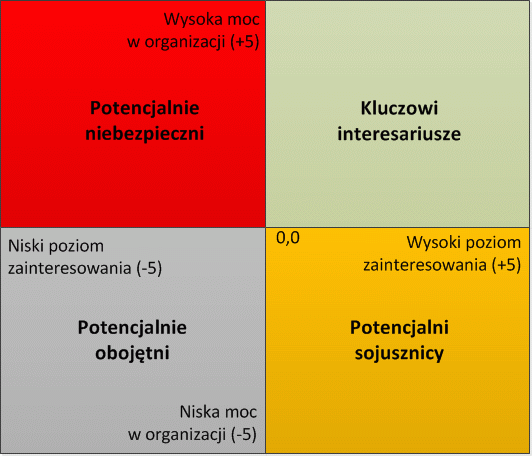 Wysoka moc
w organizacji (+5)
Potencjalnie
niebezpieczni
Kluczowi
interesariusze
Niski poziom
zainteresowania (-5)
0,0
Wysoki poziom
zainteresowania (+5)
Potencjalnie
obojętni
Potencjalni
sojusznicy
Niska moc
w organizacji (-5)